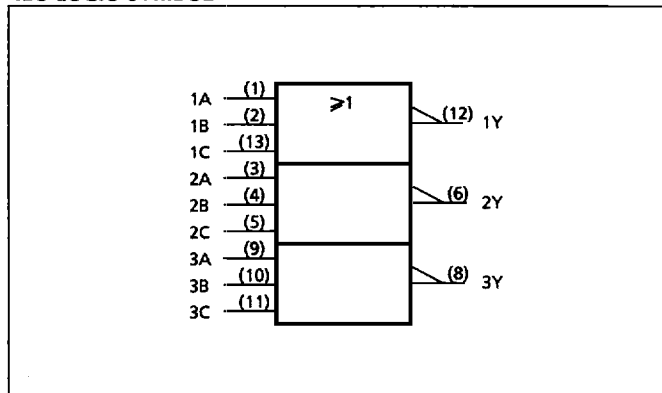 1A (1) ≥1
1B (2) (12) 1Y
1C (13)
2A (3)
2B (4) (6) 2Y
2C (5)
3A (9)
3B (10) (8) 3Y
3C (11)